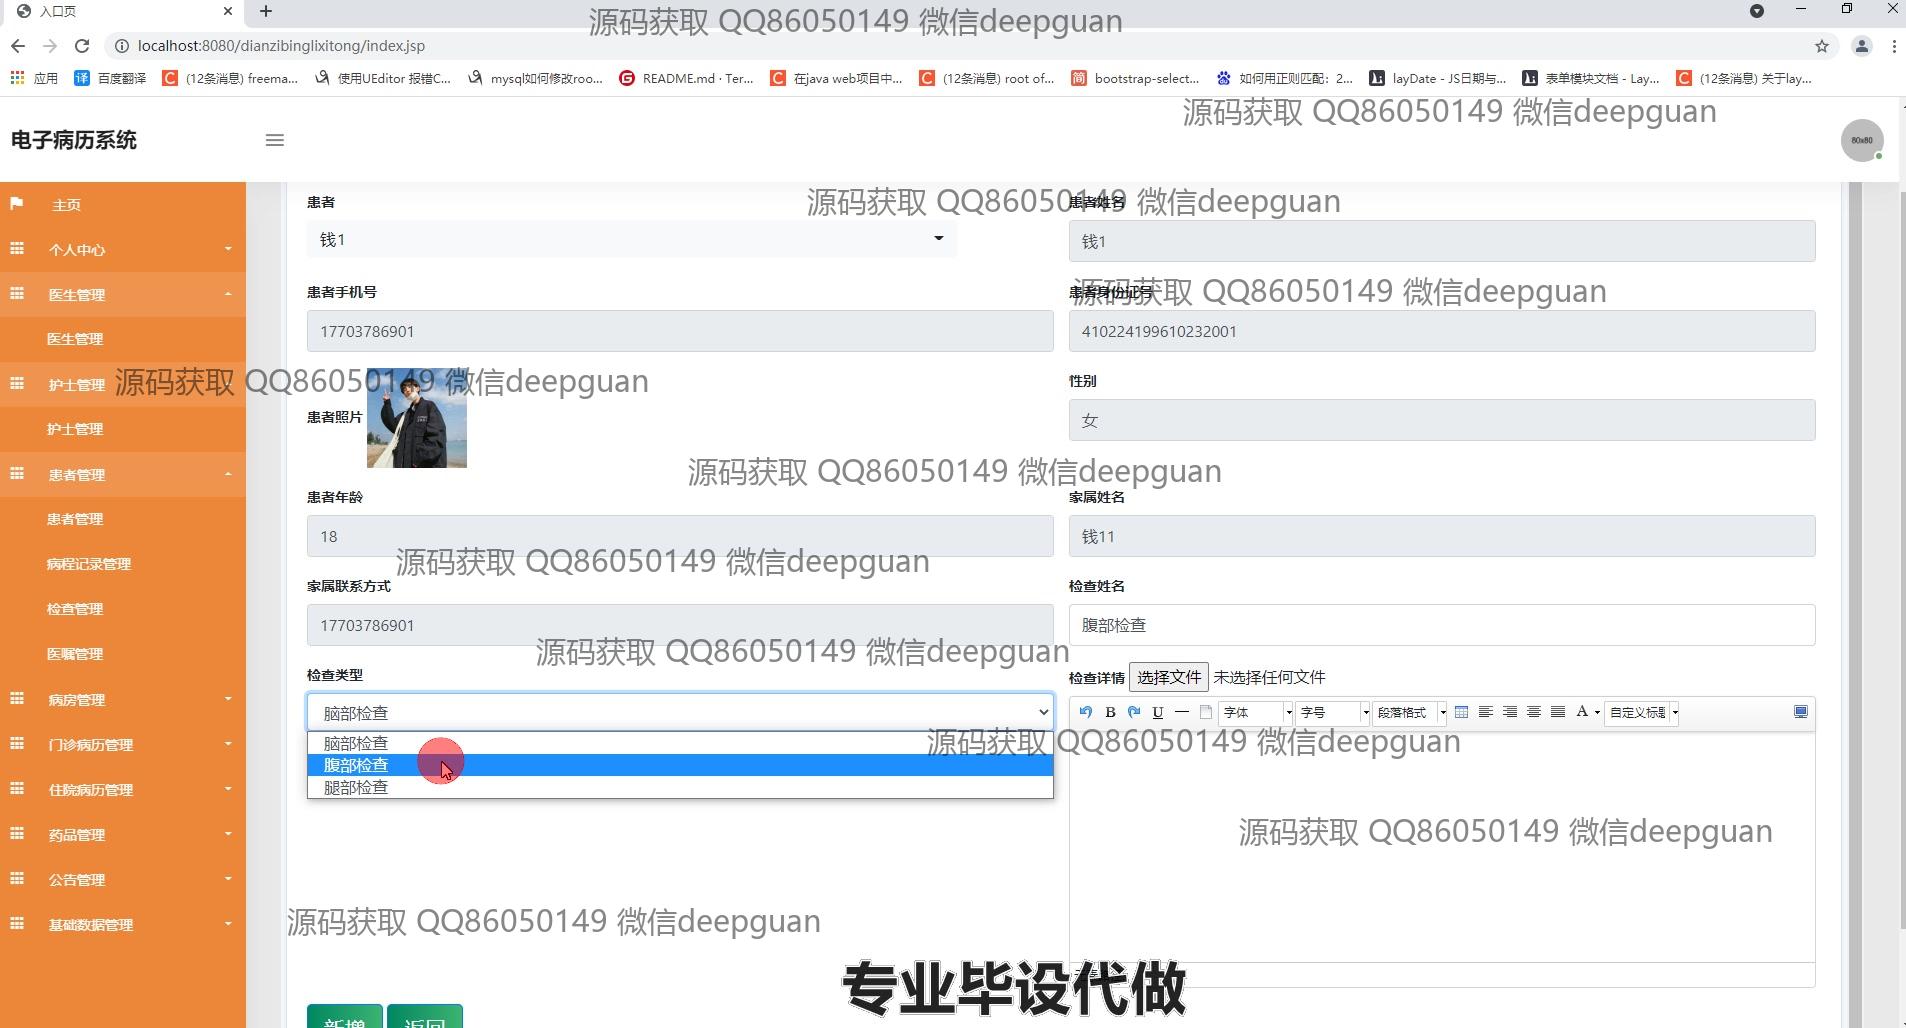 入口页
localhost:8080/dianzibinglixitong/index.jsp
应用
百度翻译
(12条消息) freema...
使用UEditor 报错C...
mysql如何修改roo...
README.md · Ter...
在java web项目中...
(12条消息) root of...
bootstrap-select...
如何用正则匹配：2...
layDate - JS日期与...
表单模块文档 - Lay...
(12条消息) 关于lay...
源码获取 QQ86050149 微信deepguan
源码获取 QQ86050149 微信deepguan
电子病历系统
80x80
主页
个人中心
医生管理
医生管理
护士管理
护士管理
患者管理
患者管理
病程记录管理
检查管理
医嘱管理
病房管理
门诊病历管理
住院病历管理
药品管理
公告管理
基础数据管理
患者
钱1
源码获取 QQ86050149 微信deepguan
患者姓名
钱1
患者手机号
17703786901
源码获取 QQ86050149 微信deepguan
患者身份证号
410224199610232001
源码获取 QQ86050149 微信deepguan
患者照片
性别
女
源码获取 QQ86050149 微信deepguan
患者年龄
18
家属姓名
钱11
源码获取 QQ86050149 微信deepguan
家属联系方式
17703786901
检查姓名
腹部检查
源码获取 QQ86050149 微信deepguan
检查类型
脑部检查
脑部检查
腹部检查
腿部检查
检查详情 选择文件 未选择任何文件
B U 字体 字号 段落格式 A 自定义标题
源码获取 QQ86050149 微信deepguan
源码获取 QQ86050149 微信deepguan
源码获取 QQ86050149 微信deepguan
专业毕设代做
新增 返回